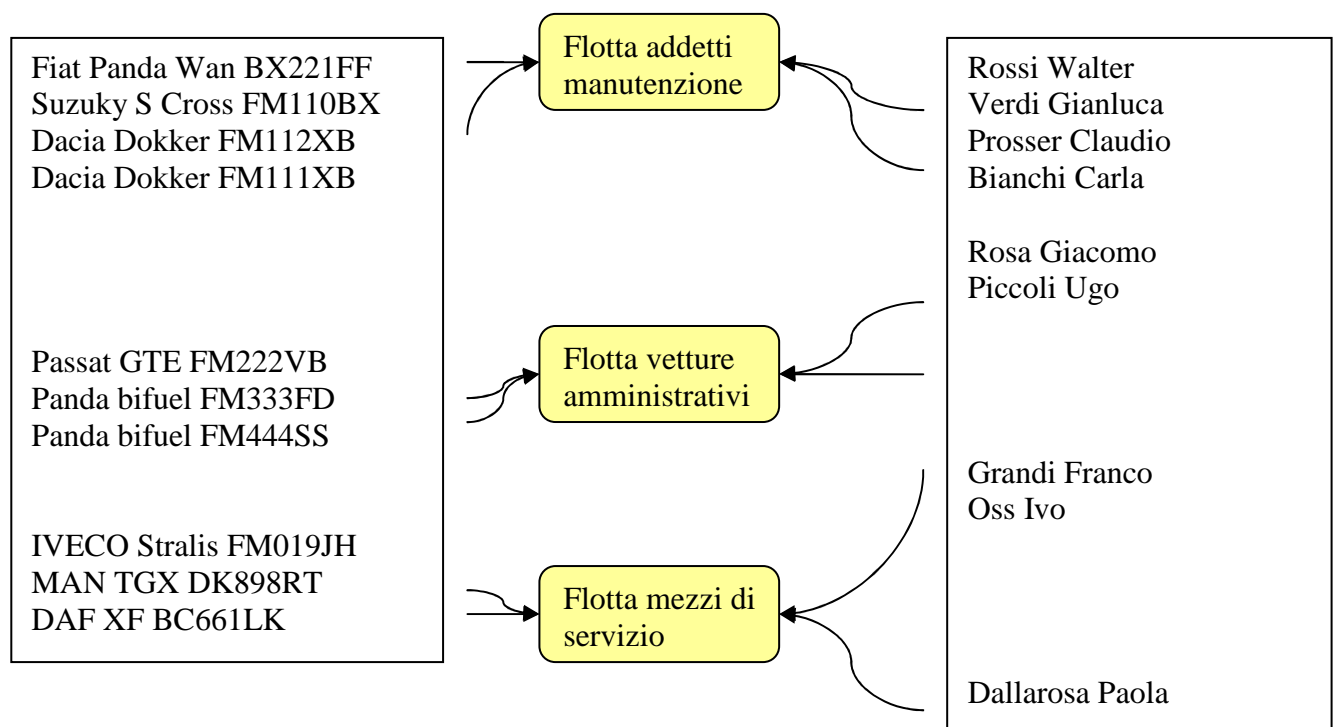 Fiat Panda Wan BX221FF
Suzuky S Cross FM110BX
Dacia Dokker FM112XB
Dacia Dokker FM111XB
Passat GTE FM222VB
Panda bifuel FM333FD
Panda bifuel FM444SS
IVECO Stralis FM019JH
MAN TGX DK898RT
DAF XF BC661LK
Flotta addetti
manutenzione
Flotta vetture
amministrativi
Flotta mezzi di
servizio
Rossi Walter
Verdi Gianluca
Prosser Claudio
Bianchi Carla
Rosa Giacomo
Piccoli Ugo
Grandi Franco
Oss Ivo
Dallarosa Paola